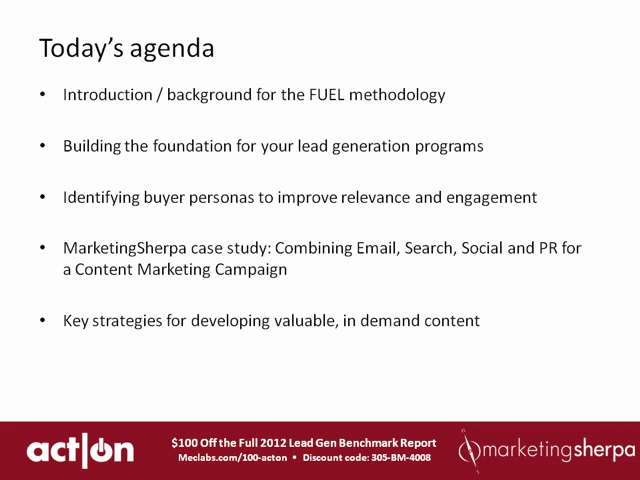 Today's agenda
• Introduction / background for the FUEL methodology
• Building the foundation for your lead generation programs
• Identifying buyer personas to improve relevance and engagement
• MarketingSherpa case study: Combining Email, Search, Social and PR for
a Content Marketing Campaign
• Key strategies for developing valuable, in demand content
act|on
$100 Off the Full 2012 Lead Gen Benchmark Report
Meclabs.com/100-acton ▪ Discount code: 305-BM-4008
marketingsherpa